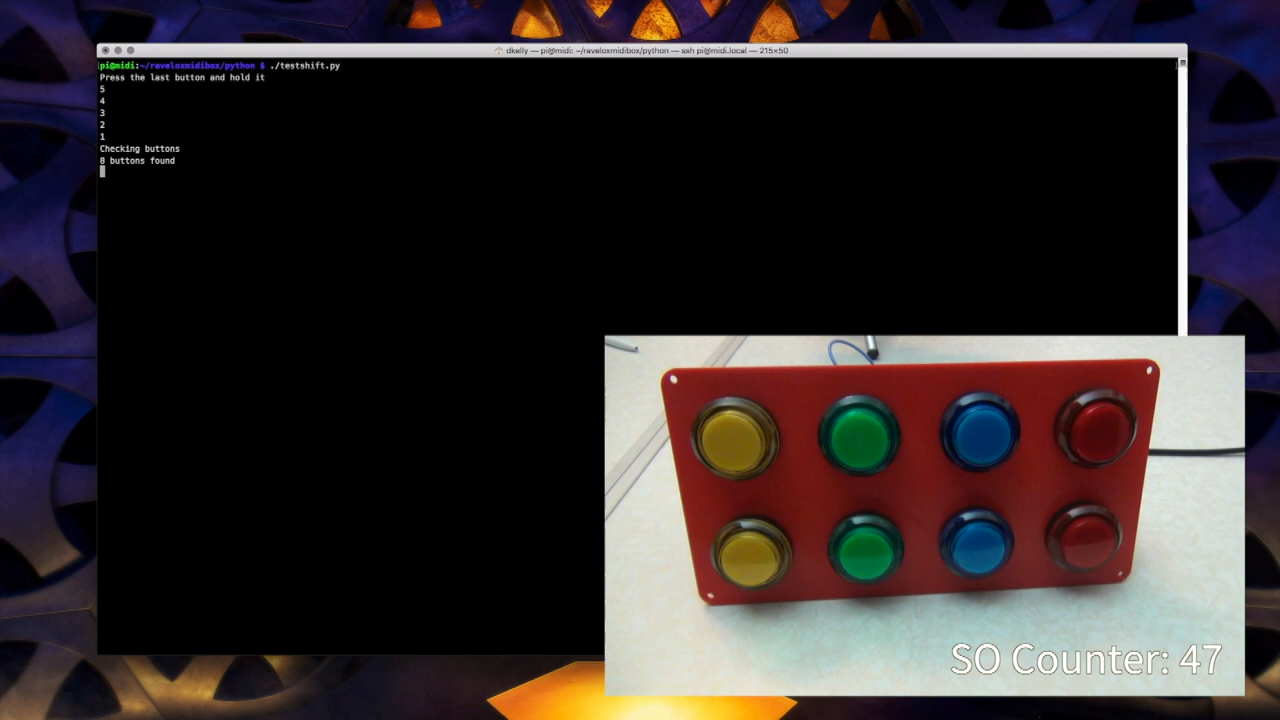 dkelly — pi@midi: ~/raveloxmidibox/python — ssh pi@midi.local — 215×50
pi@midi:~/raveloxmidibox/python $ ./testshift.py
Press the last button and hold it
5
4
3
2
1
Checking buttons
8 buttons found
SO Counter: 47